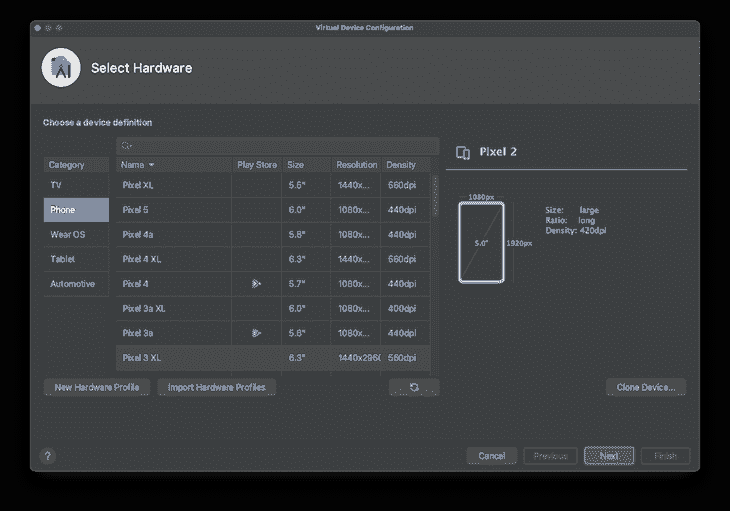 Virtual Device Configuration
Select Hardware
Choose a device definition
Category
TV
Phone
Wear OS
Tablet
Automotive
Name Play Store Size Resolution Density
Pixel XL 5.5" 1440x... 560dpi
Pixel 5 6.0" 1080x... 440dpi
Pixel 4a 5.8" 1080x... 440dpi
Pixel 4 XL 6.3" 1440x... 560dpi
Pixel 4 5.7" 1080x... 440dpi
Pixel 3a XL 6.0" 1080x... 400dpi
Pixel 3a 5.6" 1080x... 440dpi
Pixel 3 XL 6.3" 1440x2960 560dpi
Pixel 2
1080px
5.0"
1920px
Size: large
Ratio: long
Density: 420dpi
New Hardware Profile Import Hardware Profiles Clone Device...
? Cancel Previous Next Finish